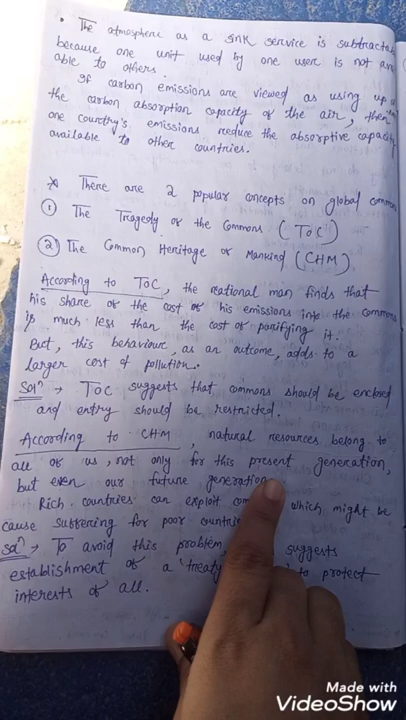 • The atmosphere as a sink service is subtracta
because one unit used by one user is not av
able to others.
If carbon emissions are viewed as using up
the carbon absorption capacity of the air, then
one country's emissions reduce the absorptive capacity
available to other countries.
* There are 2 popular concepts on global common
① The Tragedy of the Commons (ToC)
② The Common Heritage of Mankind (CHM)
According to ToC, the rational man finds that
his share of the cost of his emissions into the commons
is much less than the cost of purifying it.
But, this behaviour, as an outcome, adds to a
larger cost of pollution.
Solⁿ → ToC suggests that commons should be enclosed
and entry should be restricted.
According to CHM, natural resources belong to
all of us, not only for this present generation,
but even our future generation
Rich countries can exploit com which might be
cause suffering for poor countrie
Solⁿ → To avoid this problem, suggests
establishment of a 'treaty to protect
interests of all.
Made with
VideoShow